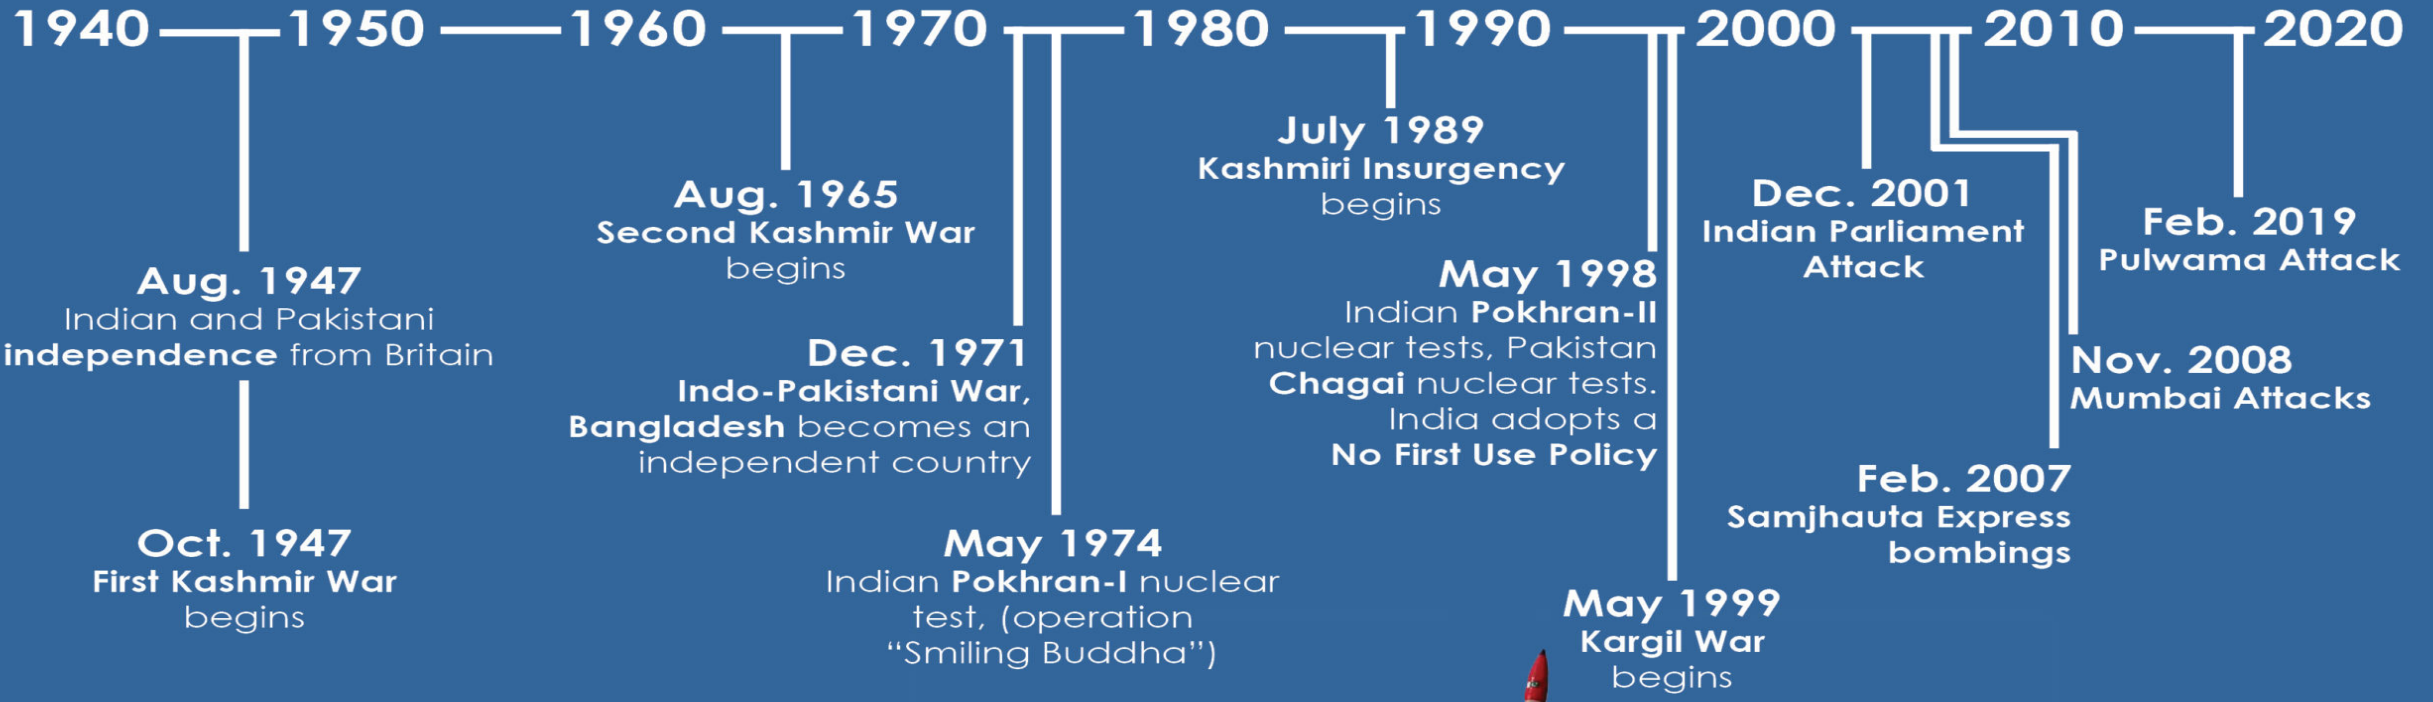 1940 1950 1960 1970 1980 1990 2000 2010 2020
Aug. 1947
Indian and Pakistani
independence from Britain
Oct. 1947
First Kashmir War
begins
Aug. 1965
Second Kashmir War
begins
Dec. 1971
Indo-Pakistani War,
Bangladesh becomes an
independent country
May 1974
Indian Pokhran-I nuclear
test, (operation
“Smiling Buddha”)
July 1989
Kashmiri Insurgency
begins
May 1998
Indian Pokhran-II
nuclear tests, Pakistan
Chagai nuclear tests.
India adopts a
No First Use Policy
May 1999
Kargil War
begins
Dec. 2001
Indian Parliament
Attack
Feb. 2007
Samjhauta Express
bombings
Nov. 2008
Mumbai Attacks
Feb. 2019
Pulwama Attack